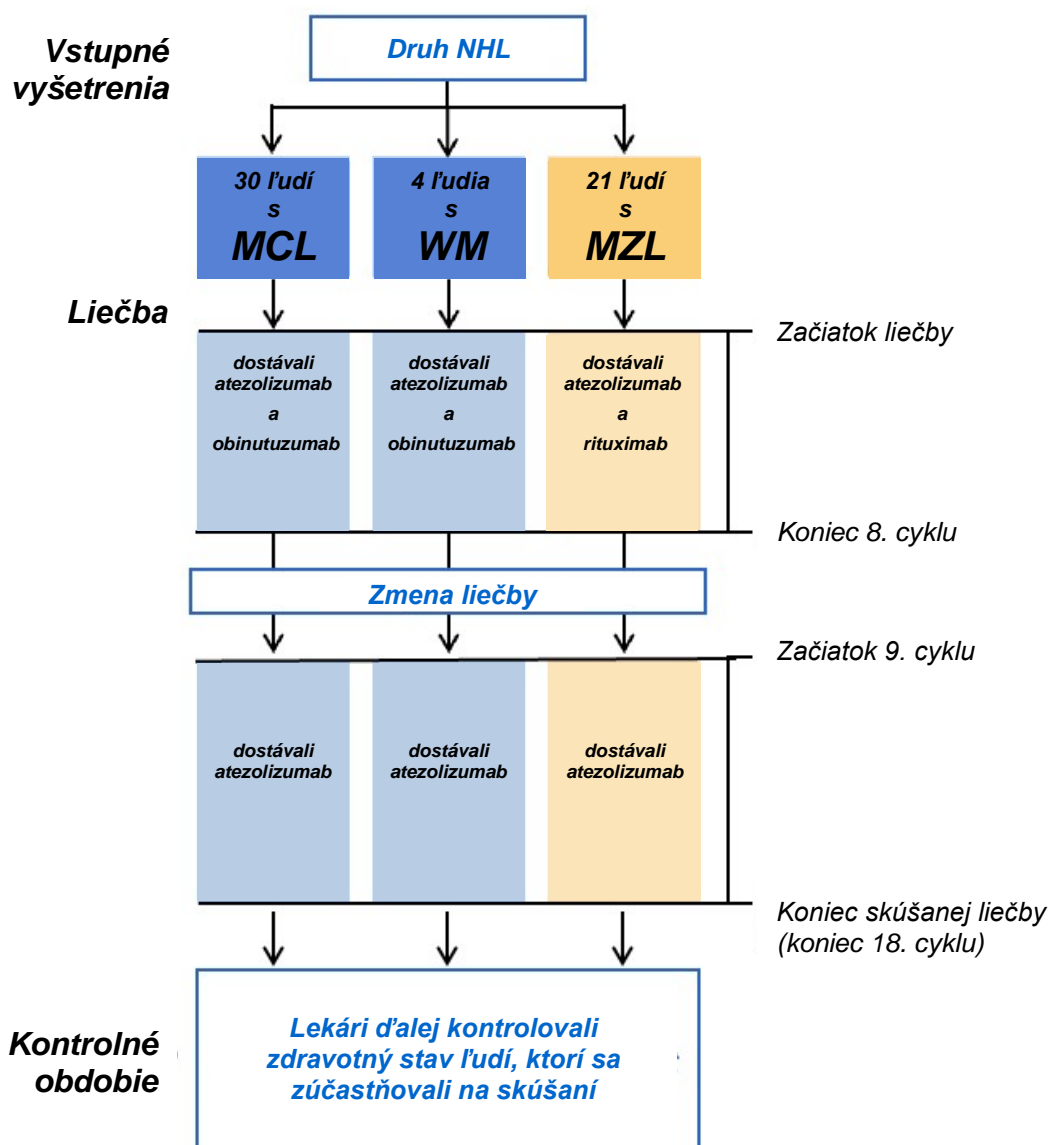 Vstupné
vyšetrenia
Druh NHL
30 ľudí
s
MCL
4 ľudia
s
WM
21 ľudí
s
MZL
Liečba
Začiatok liečby
dostávali
atezolizumab
a
obinutuzumab
dostávali
atezolizumab
a
obinutuzumab
dostávali
atezolizumab
a
rituximab
Koniec 8. cyklu
Zmena liečby
Začiatok 9. cyklu
dostávali
atezolizumab
dostávali
atezolizumab
dostávali
atezolizumab
Koniec skúšanej liečby
(koniec 18. cyklu)
Kontrolné
obdobie
Lekári ďalej kontrolovali
zdravotný stav ľudí, ktorí sa
zúčastňovali na skúšaní